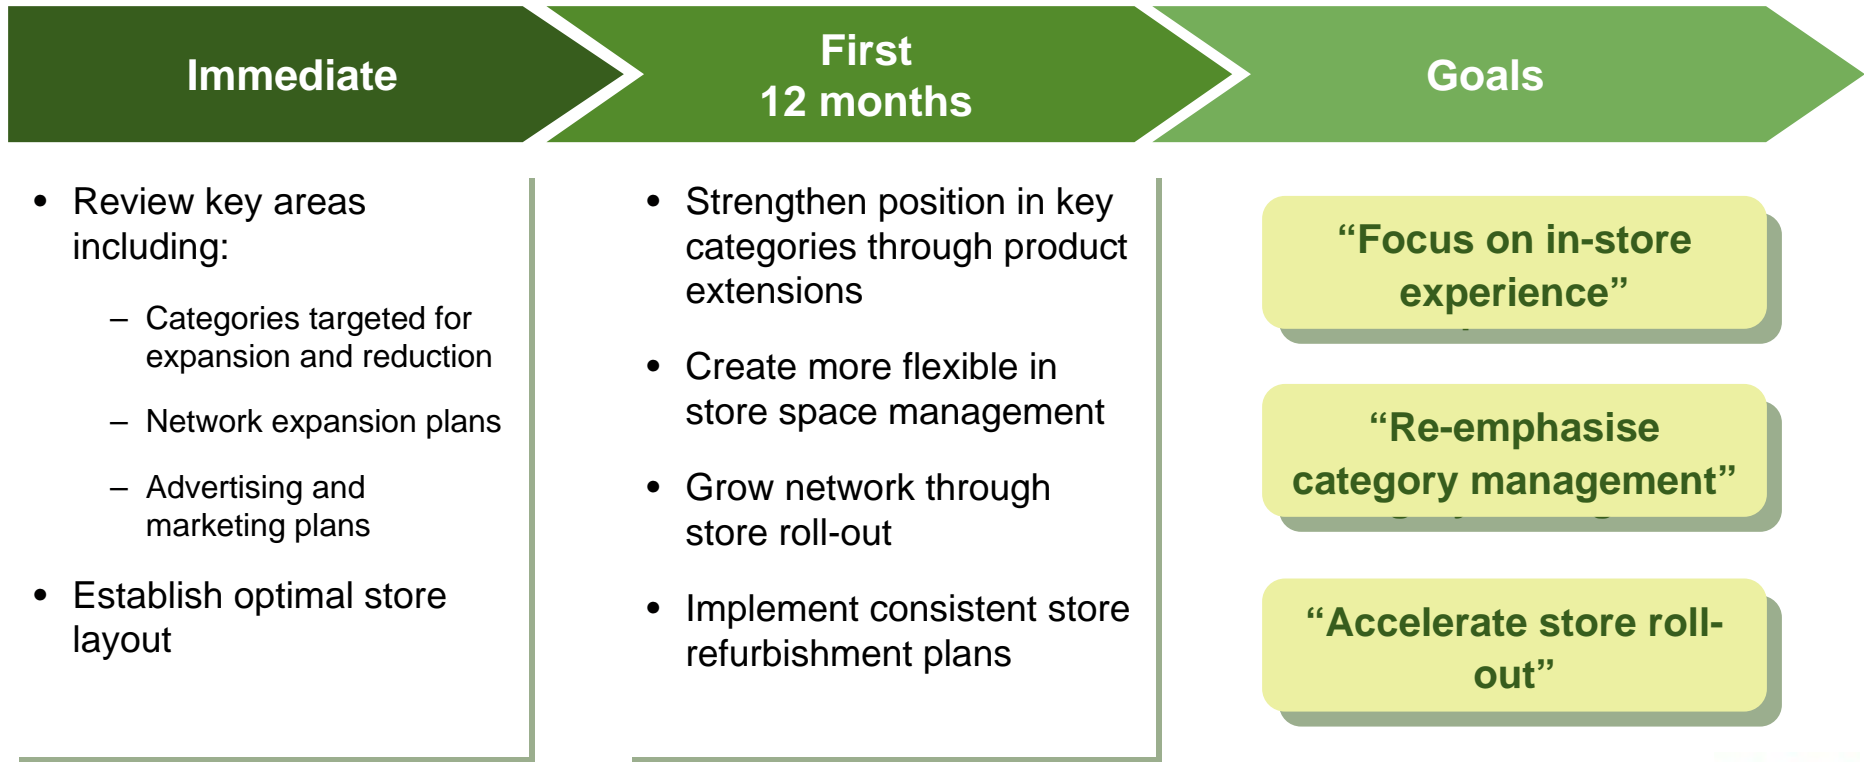 Immediate
First
12 months
Goals
• Review key areas
including:
– Categories targeted for
expansion and reduction
– Network expansion plans
– Advertising and
marketing plans
• Establish optimal store
layout
• Strengthen position in key
categories through product
extensions
• Create more flexible in
store space management
• Grow network through
store roll-out
• Implement consistent store
refurbishment plans
“Focus on in-store
experience”
“Re-emphasise
category management”
“Accelerate store roll-
out”